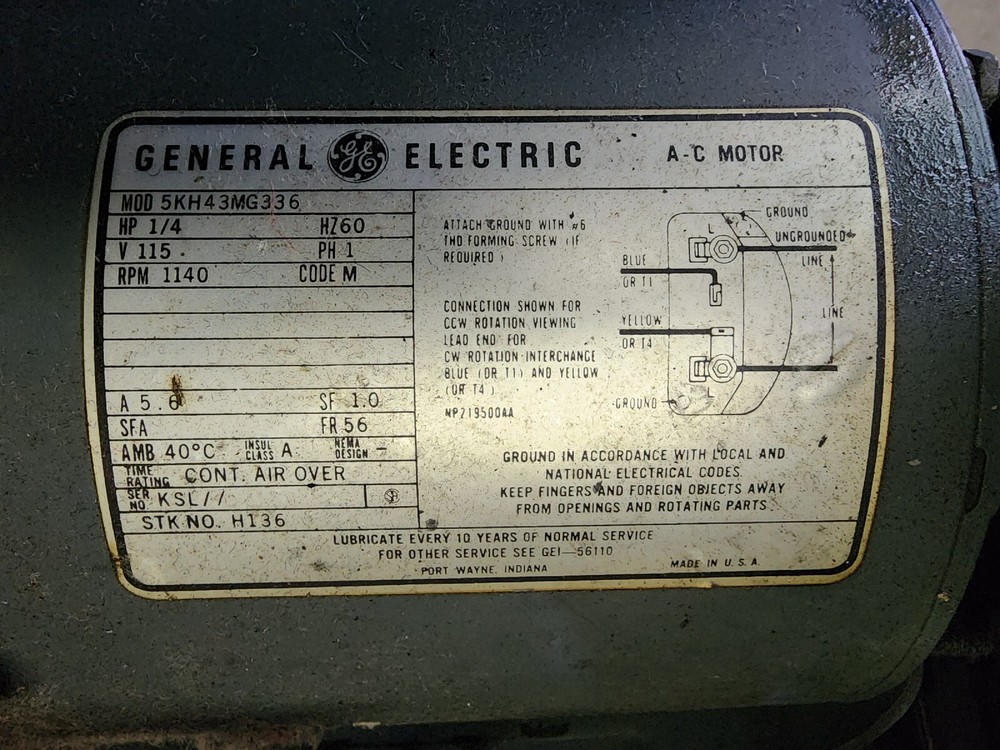 GENERAL GE ELECTRIC A-C MOTOR
MOD 5KH43MG336
HP 1/4 HZ60
V 115 PH 1
RPM 1140 CODE M
A 5.6 SF 1.0
SFA FR 56
AMB 40°C INSUL CLASS A NEMA DESIGN –
TIME RATING CONT. AIR OVER
SER NO KSL//
STK NO. H136
ATTACH GROUND WITH #6
THD FORMING SCREW (IF
REQUIRED)
CONNECTION SHOWN FOR
CCW ROTATION VIEWING
LEAD END FOR
CW ROTATION INTERCHANGE
BLUE (OR T1) AND YELLOW
(OR T4)
NP219500AA
GROUND
L
UNGROUNDED
LINE
BLUE
OR T1
LINE
YELLOW
OR T4
GROUND
L
GROUND IN ACCORDANCE WITH LOCAL AND
NATIONAL ELECTRICAL CODES.
KEEP FINGERS AND FOREIGN OBJECTS AWAY
FROM OPENINGS AND ROTATING PARTS
LUBRICATE EVERY 10 YEARS OF NORMAL SERVICE
FOR OTHER SERVICE SEE GEI—56110
PORT WAYNE, INDIANA MADE IN U.S.A.